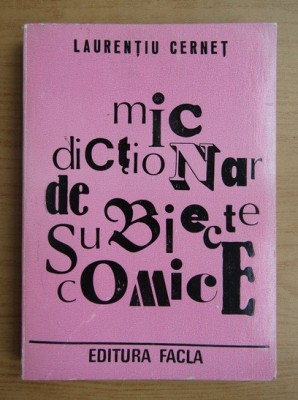 LAURENȚIU CERNEȚ
mic
dicționar
de
SuBiecte
comicE
EDITURA FACLA